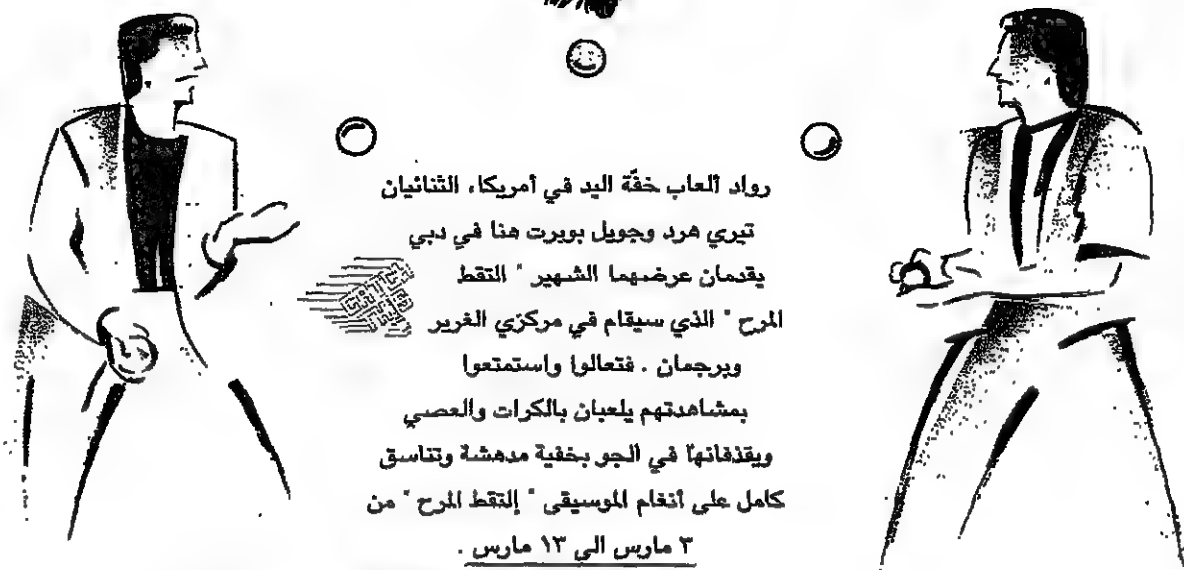 رواد ألعاب خفّة اليد في أمريكا، الثنائيان
تيري هرد وجويل بوبرت هنا في دبي
يقدمان عرضهما الشهير " التقط
المرح " الذي سيقام في مركزي الغرير
وبرجمان . فتعالوا واستمتعوا
بمشاهدتهم يلعبان بالكرات والعصي
ويقذفانها في الجو بخفية مدهشة وتناسق
كامل على أنغام الموسيقى " إلتقط المرح " من
٣ مارس الى ١٣ مارس .